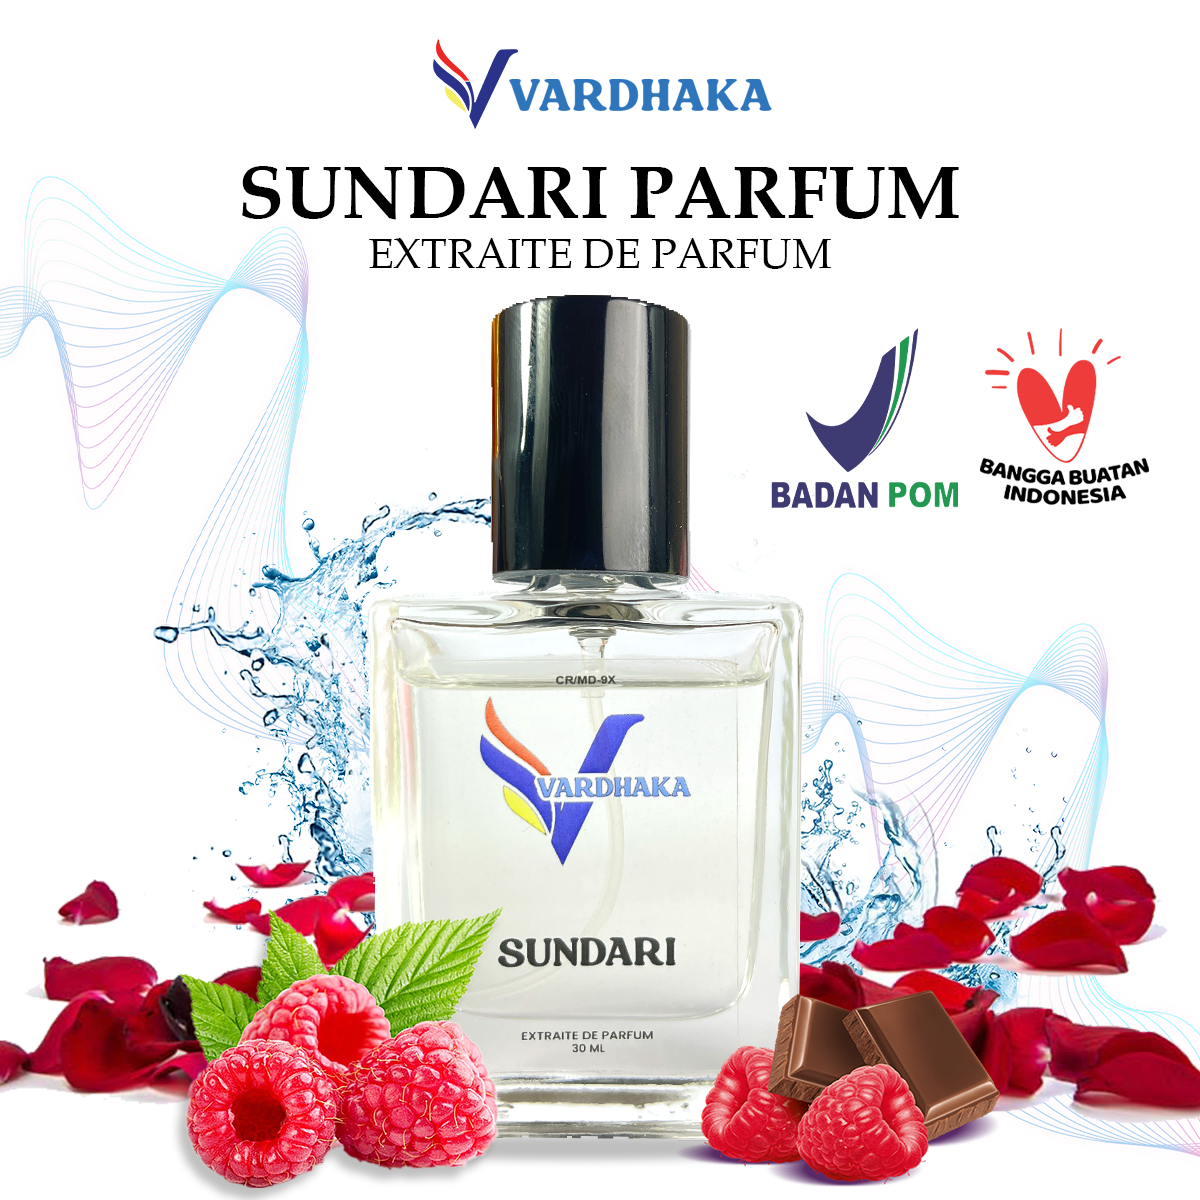 VARDHAKA
SUNDARI PARFUM
EXTRAITE DE PARFUM
BADAN POM
BANGGA BUATAN
INDONESIA
CR/MD-9X
VARDHAKA
SUNDARI
EXTRAITE DE PARFUM
30 ML